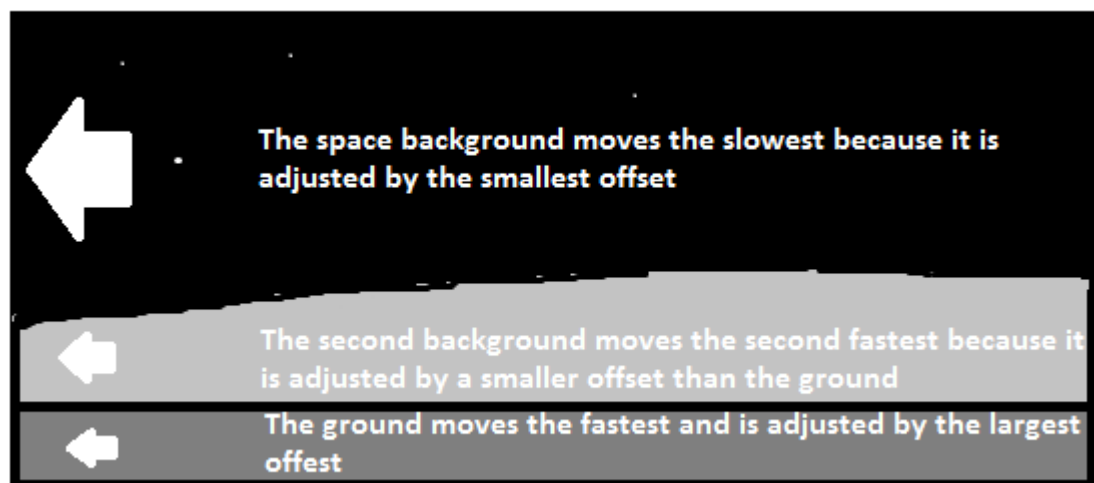 The space background moves the slowest because it is
adjusted by the smallest offset
The second background moves the second fastest because it
is adjusted by a smaller offset than the ground
The ground moves the fastest and is adjusted by the largest
offest